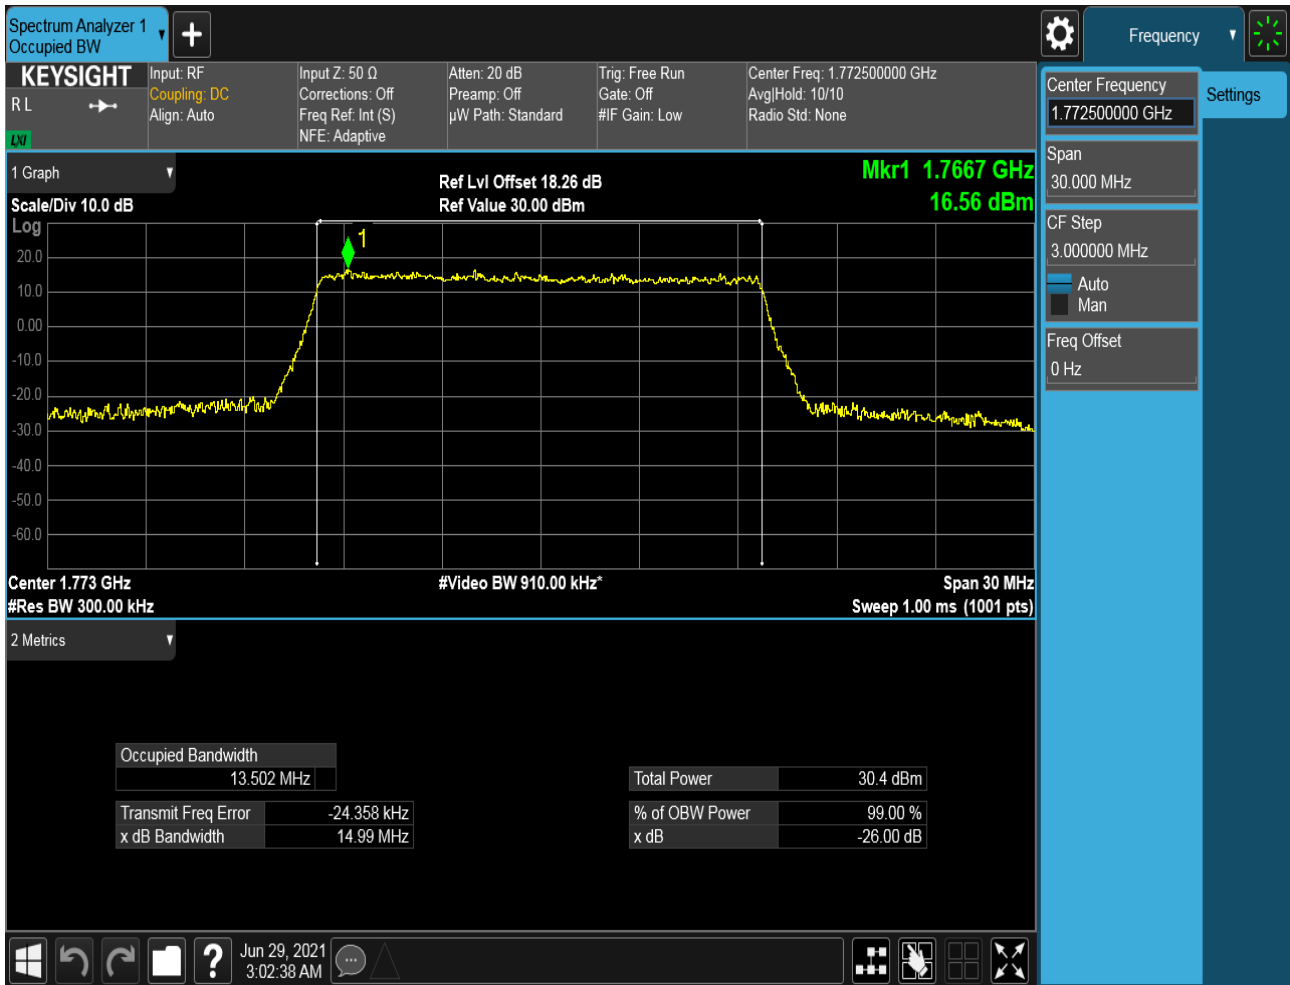 Spectrum Analyzer 1
Occupied BW
Frequency
KEYSIGHT
R L
LXI
Input: RF
Coupling: DC
Align: Auto
Input Z: 50 Ω
Corrections: Off
Freq Ref: Int (S)
NFE: Adaptive
Atten: 20 dB
Preamp: Off
µW Path: Standard
Trig: Free Run
Gate: Off
#IF Gain: Low
Center Freq: 1.772500000 GHz
Avg|Hold: 10/10
Radio Std: None
Center Frequency
1.772500000 GHz
Settings
Span
30.000 MHz
CF Step
3.000000 MHz
Auto
Man
Freq Offset
0 Hz
1 Graph
Scale/Div 10.0 dB
Log
Ref Lvl Offset 18.26 dB
Ref Value 30.00 dBm
Mkr1 1.7667 GHz
16.56 dBm
1
20.0
10.0
0.00
-10.0
-20.0
-30.0
-40.0
-50.0
-60.0
Center 1.773 GHz
#Video BW 910.00 kHz*
Span 30 MHz
#Res BW 300.00 kHz
Sweep 1.00 ms (1001 pts)
2 Metrics
Occupied Bandwidth
13.502 MHz
Transmit Freq Error -24.358 kHz
x dB Bandwidth 14.99 MHz
Total Power 30.4 dBm
% of OBW Power 99.00 %
x dB -26.00 dB
Jun 29, 2021
3:02:38 AM